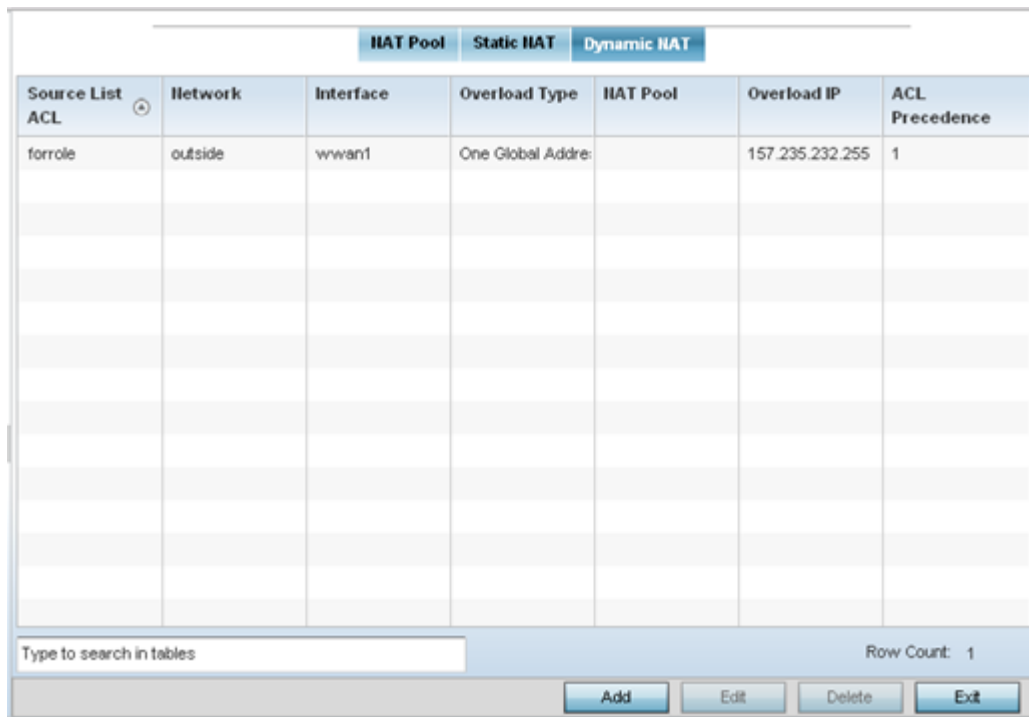 NAT Pool Static NAT Dynamic NAT
Source List ACL Network Interface Overload Type NAT Pool Overload IP ACL Precedence
forrole outside wwan1 One Global Addre 157.235.232.255 1
Type to search in tables Row Count: 1
Add Edit Delete Exit